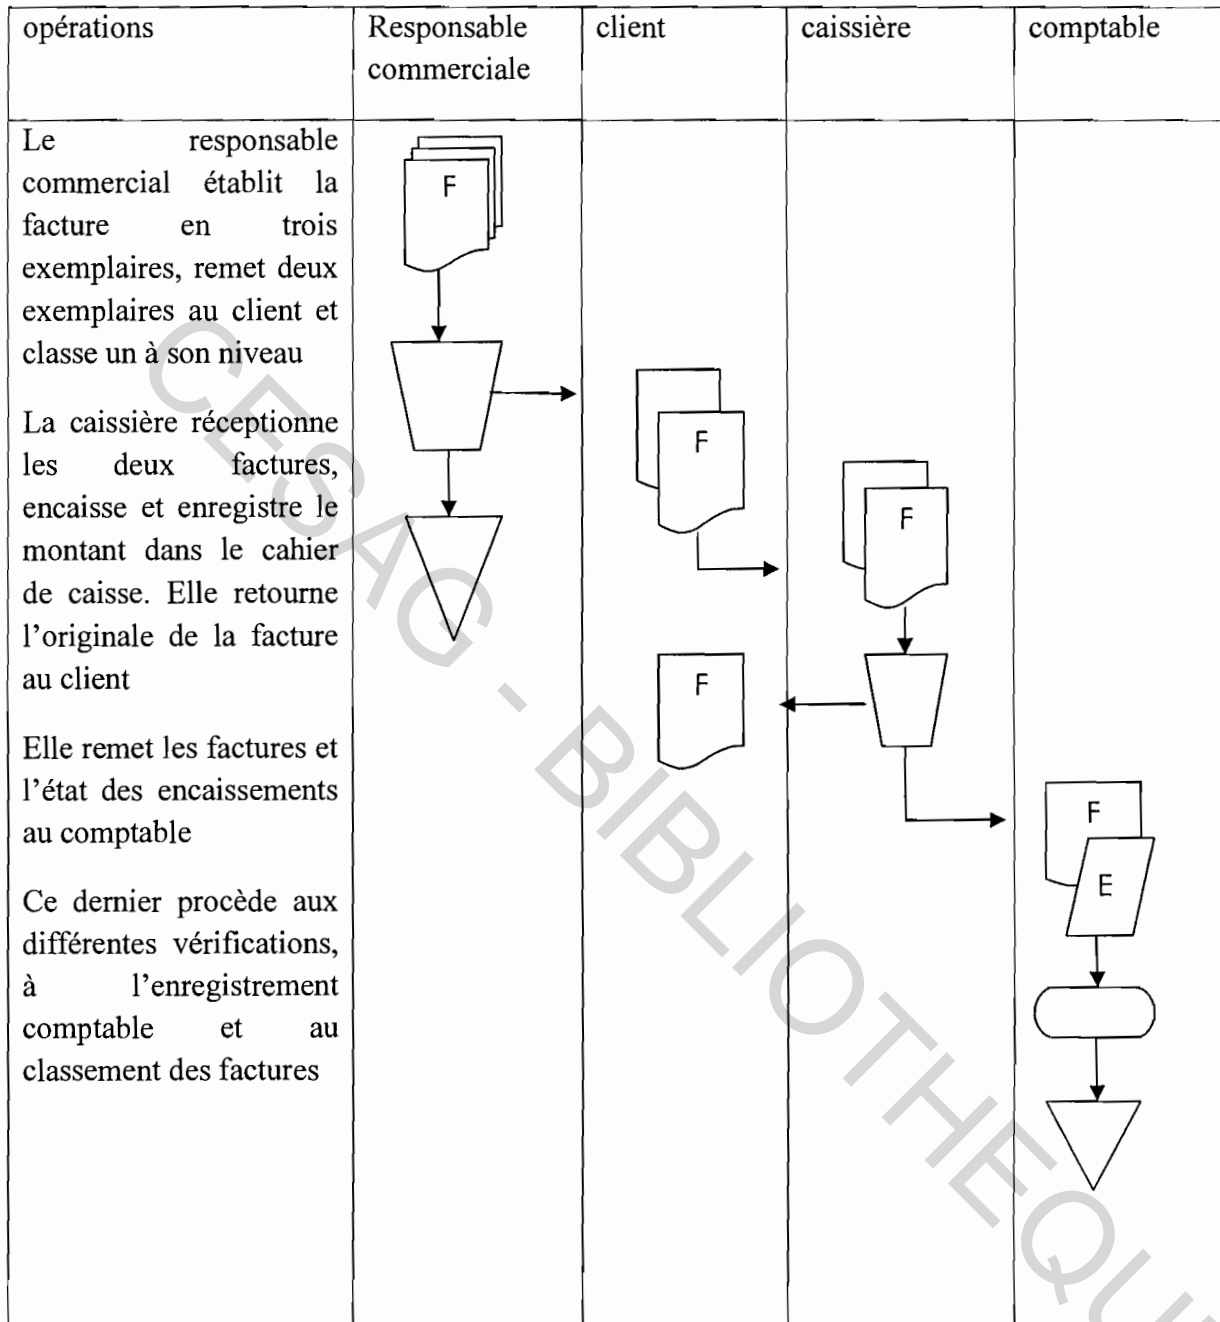 opérations
Responsable
commerciale
client
caissière
comptable
Le responsable
commercial établit la
facture en trois
exemplaires, remet deux
exemplaires au client et
classe un à son niveau
La caissière réceptionne
les deux factures,
encaisse et enregistre le
montant dans le cahier
de caisse. Elle retourne
l'originale de la facture
au client
Elle remet les factures et
l'état des encaissements
au comptable
Ce dernier procède aux
différentes vérifications,
à l'enregistrement
comptable et au
classement des factures
F
F
F
F
F
E
CESAG - BIBLIOTHEQU